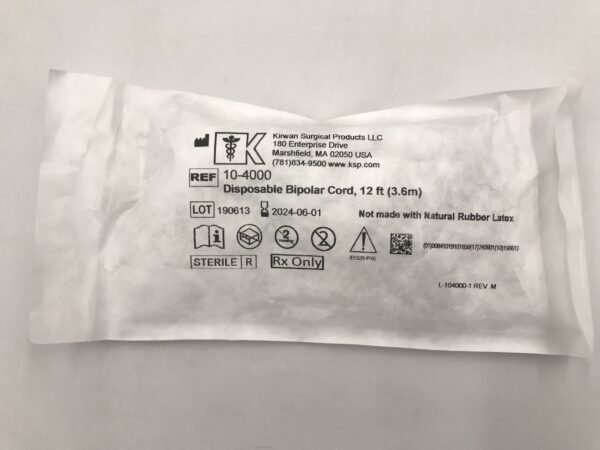 Kirwan Surgical Products LLC
180 Enterprise Drive
Marshfield, MA 02050 USA
(781)834-9500 www.ksp.com
K
REF 10-4000
Disposable Bipolar Cord, 12 ft (3.6m)
LOT 190613 2024-06-01 Not made with Natural Rubber Latex
i 2
STERILE R Rx Only
L-104000-1 REV. M